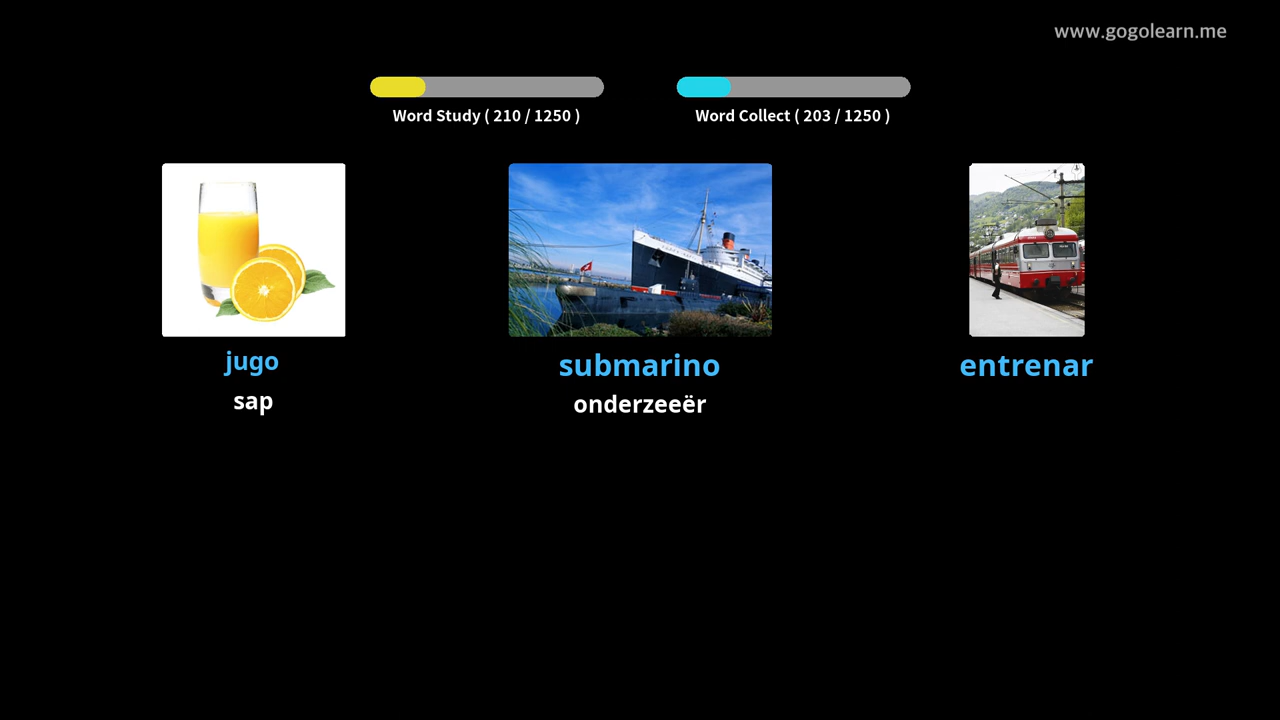 www.gogolearn.me
Word Study ( 210 / 1250 )
Word Collect ( 203 / 1250 )
jugo
submarino
entrenar
sap
onderzeeër